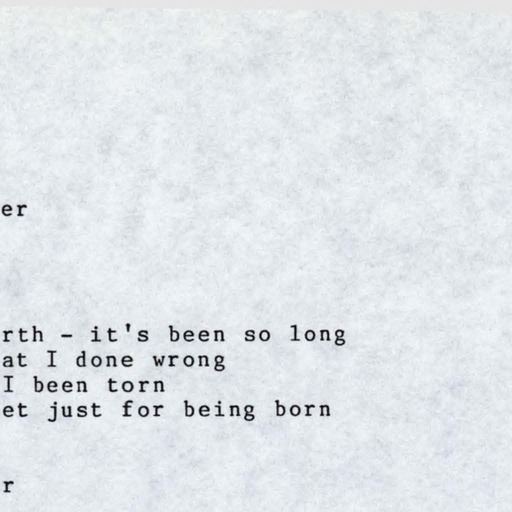 er
rth - it's been so long
at I done wrong
I been torn
et just for being born
r